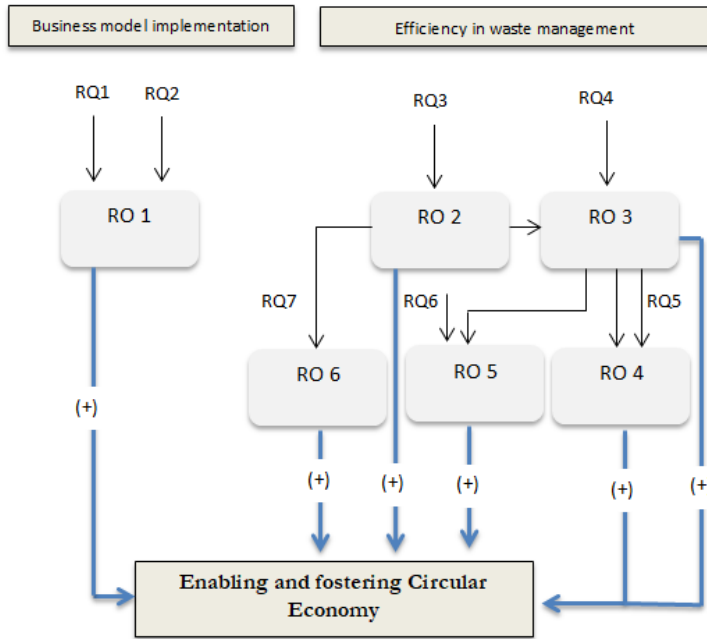 Business model implementation
Efficiency in waste management
RQ1
RQ2
RQ3
RQ4
RO 1
RO 2
RO 3
RQ7
RQ6
RQ5
RO 6
RO 5
RO 4
(+)
(+)
(+)
(+)
(+)
(+
Enabling and fostering Circular
Economy